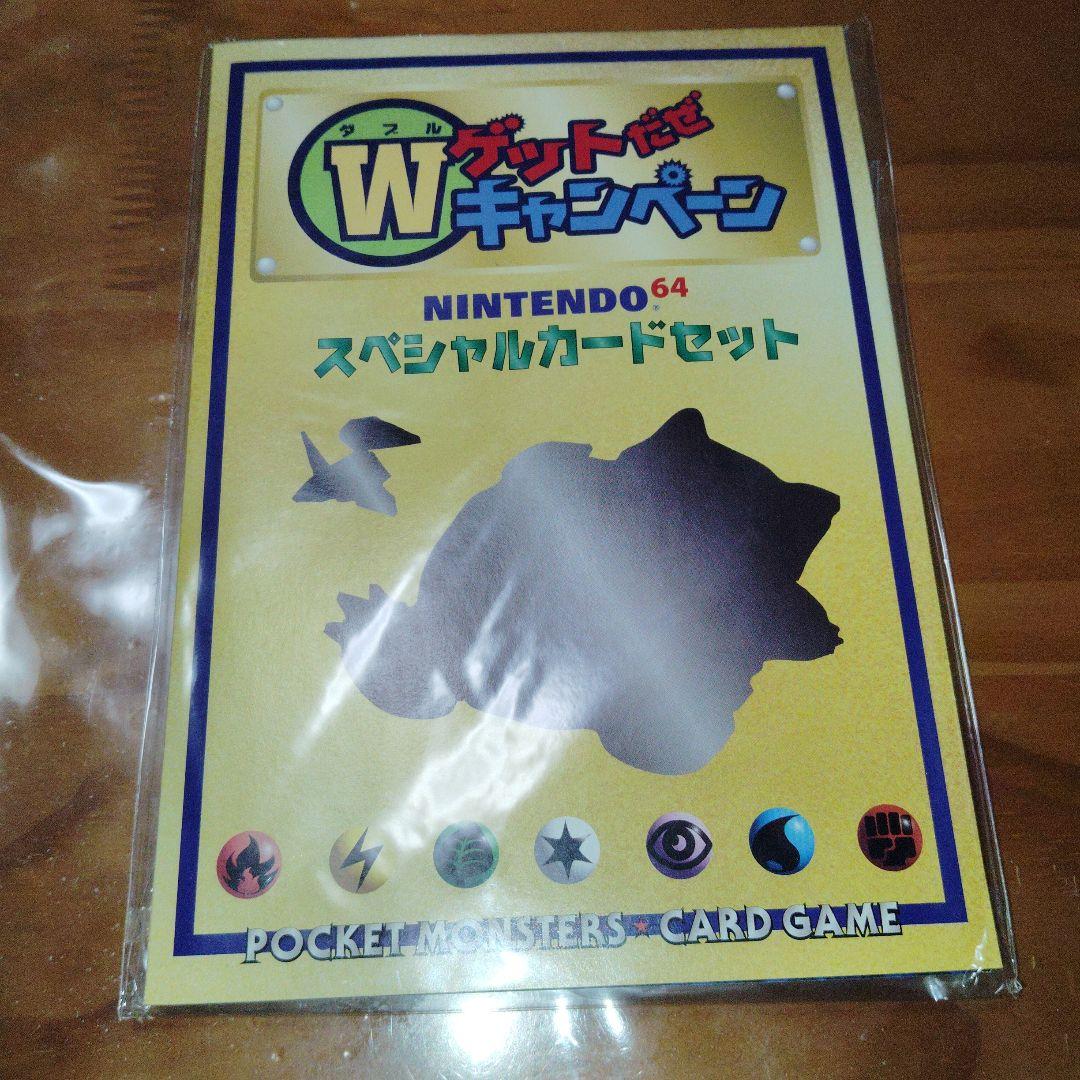 ダブル
Wゲットだぜ
キャンペーン
NINTENDO64
スペシャルカードセット
POCKET MONSTERS★CARD GAME